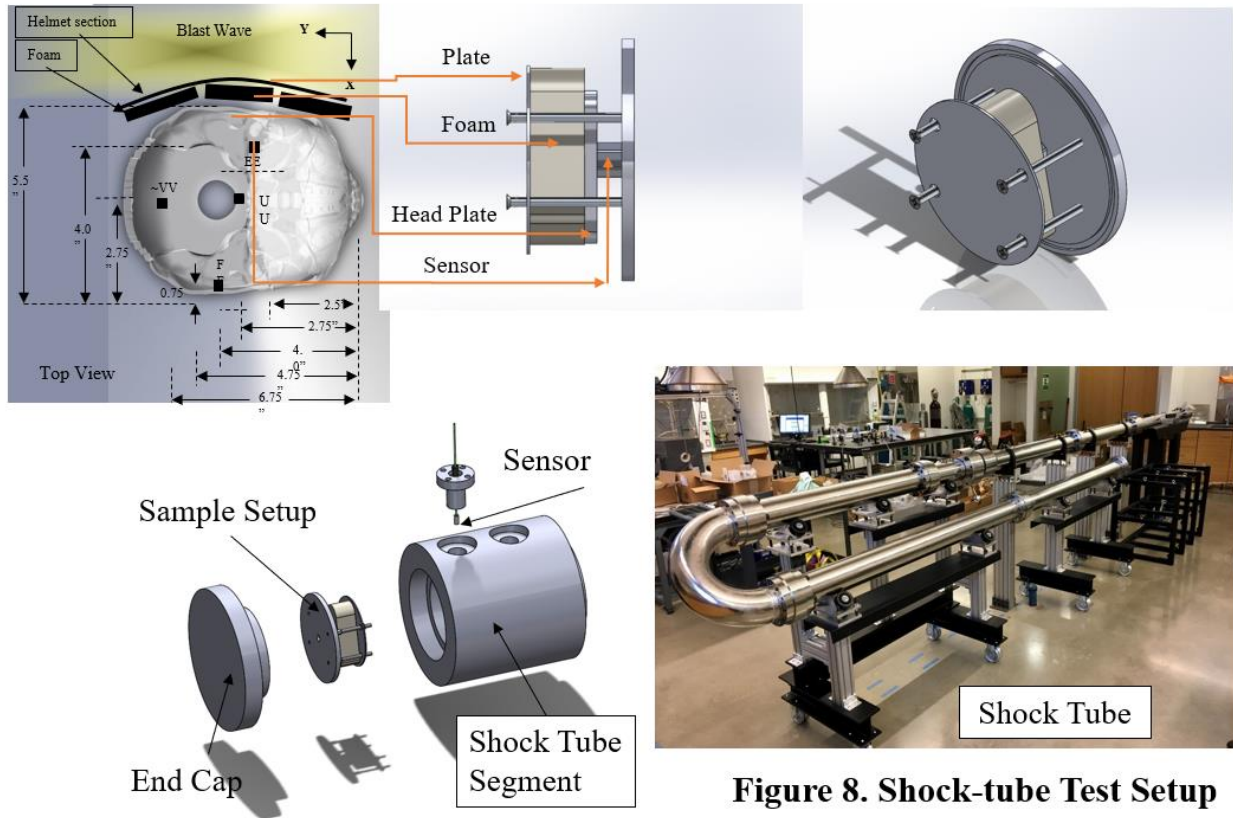 Helmet section
Foam
Blast Wave
Y
X
Plate
Foam
Head Plate
Sensor
EE
~VV
U
U
F
5.5
”
4.0
”
2.75
”
0.75
2.5”
2.75”
4.
0”
4.75
”
6.75
”
Top View
Sensor
Sample Setup
End Cap
Shock Tube
Segment
Shock Tube
Figure 8. Shock-tube Test Setup